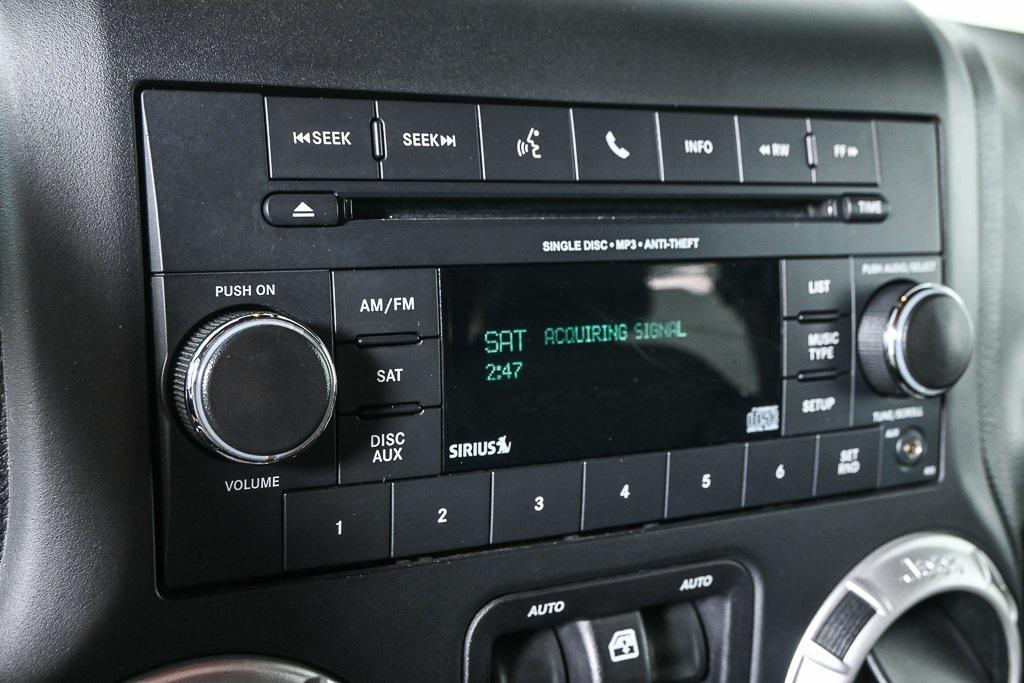 SEEK
SEEK
INFO
RW
FF
TIME
SINGLE DISC • MP3 • ANTI-THEFT
PUSH ON
VOLUME
AM/FM
SAT
DISC
AUX
SAT ACQUIRING SIGNAL
2:47
SIRIUS
disc
LIST
MUSIC
TYPE
SETUP
PUSH AUDIO/SELECT
TUNE/SCROLL
AUX
1
2
3
4
5
6
SET
RND
AUTO
AUTO
Jeep